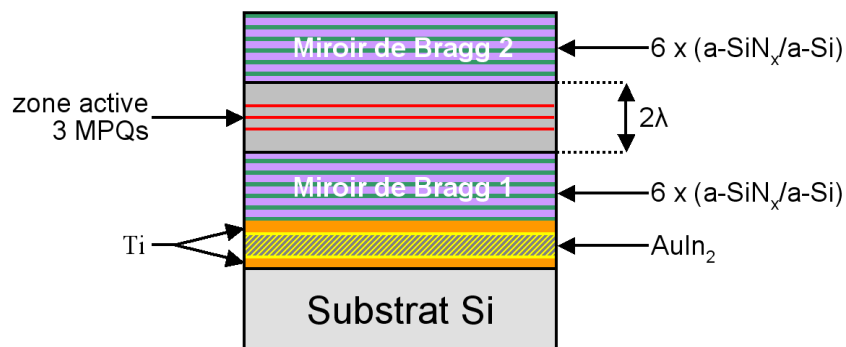 Miroir de Bragg 2
6 x (a-SiNx/a-Si)
zone active
3 MPQs
2λ
Miroir de Bragg 1
6 x (a-SiNx/a-Si)
Ti
AuIn2
Substrat Si